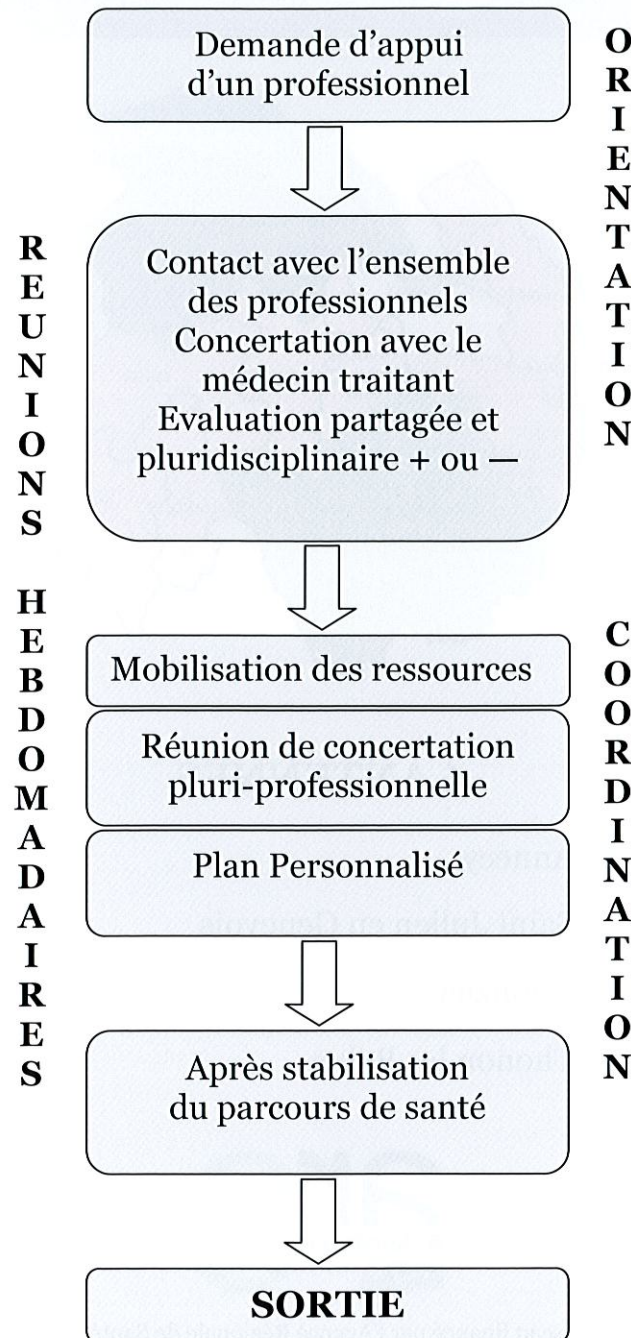 Demande d'appui
d'un professionnel
ORIENTATION
REUNIONS HEBDOMADAIRES
Contact avec l'ensemble
des professionnels
Concertation avec le
médecin traitant
Evaluation partagée et
pluridisciplinaire + ou —
Mobilisation des ressources
COORDINATION
Réunion de concertation
pluri-professionnelle
Plan Personnalisé
Après stabilisation
du parcours de santé
SORTIE